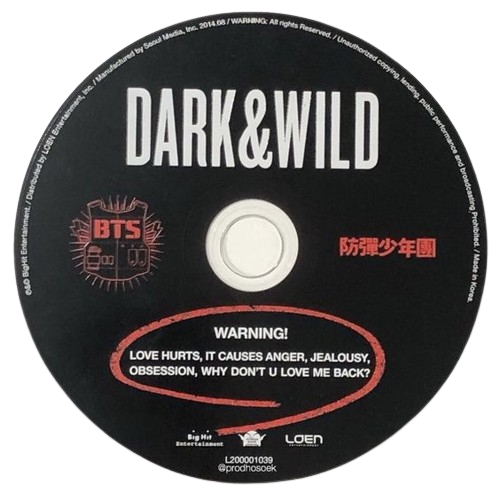 ℗&© BigHit Entertainment. / Distributed by LOEN Entertainment, Inc. / Manufactured by Seoul Media, Inc. 2014.08 / WARNING: All rights Reserved. / Unauthorized copying, lending, public performance and broadcasting Prohibited. / Made in Korea.
DARK&WILD
BTS
防彈少年團
WARNING!
LOVE HURTS, IT CAUSES ANGER, JEALOUSY,
OBSESSION, WHY DON'T U LOVE ME BACK?
Big Hit
Entertainment
LOEN
ENTERTAINMENT
L200001039
@prodhosoek